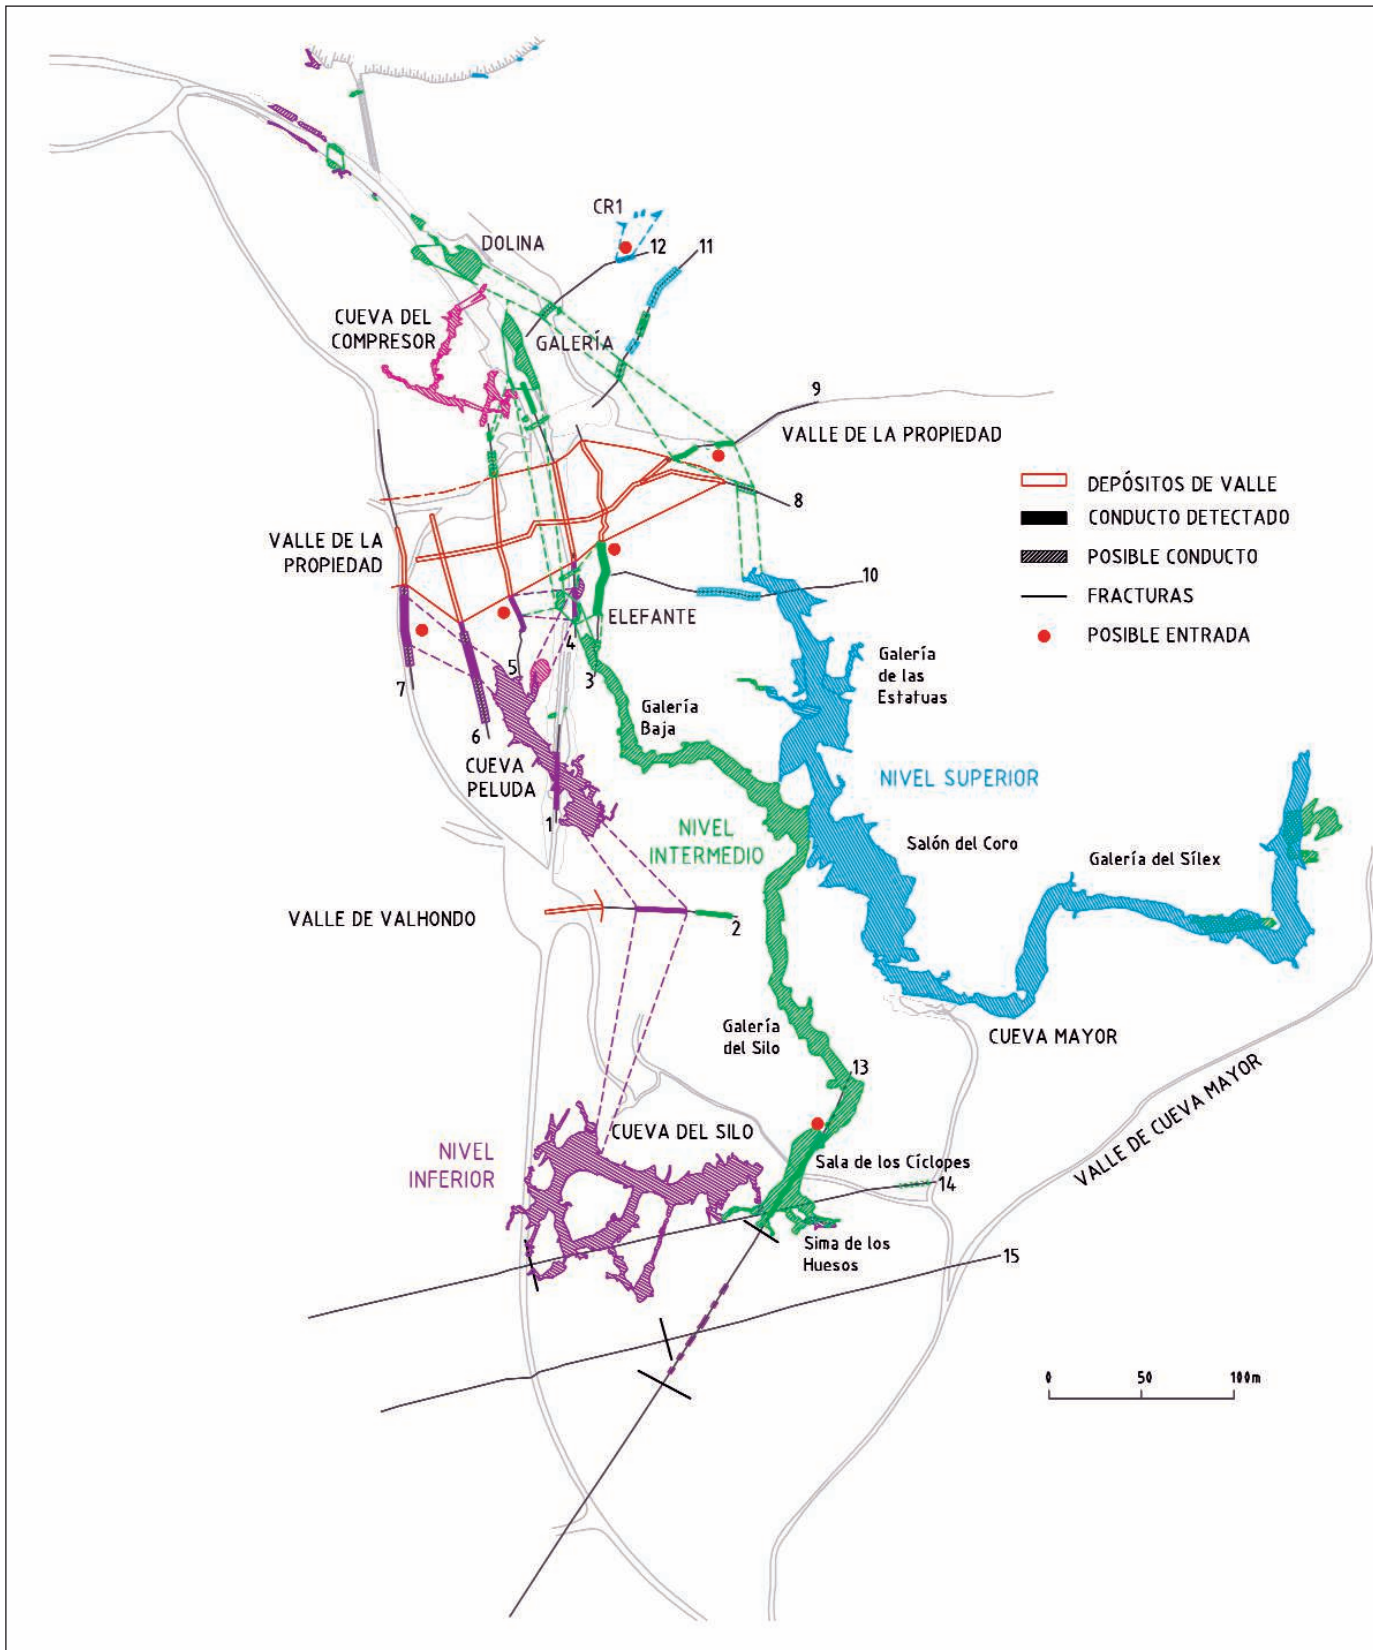 CR1
12
11
DOLINA
CUEVA DEL
COMPRESOR
GALERÍA
9
VALLE DE LA PROPIEDAD
DEPÓSITOS DE VALLE
CONDUCTO DETECTADO
POSIBLE CONDUCTO
FRACTURAS
POSIBLE ENTRADA
8
VALLE DE LA
PROPIEDAD
10
ELEFANTE
4
5
3
7
6
Galería
de las
Estatuas
Galería
Baja
CUEVA
PELUDA
1
NIVEL SUPERIOR
NIVEL
INTERMEDIO
Salón del Coro
Galería del Sílex
VALLE DE VALHONDO
2
Galería
del Silo
CUEVA MAYOR
13
VALLE DE CUEVA MAYOR
CUEVA DEL SILO
NIVEL
INFERIOR
Sala de los Cíclopes
14
Sima de los
Huesos
15
0 50 100m